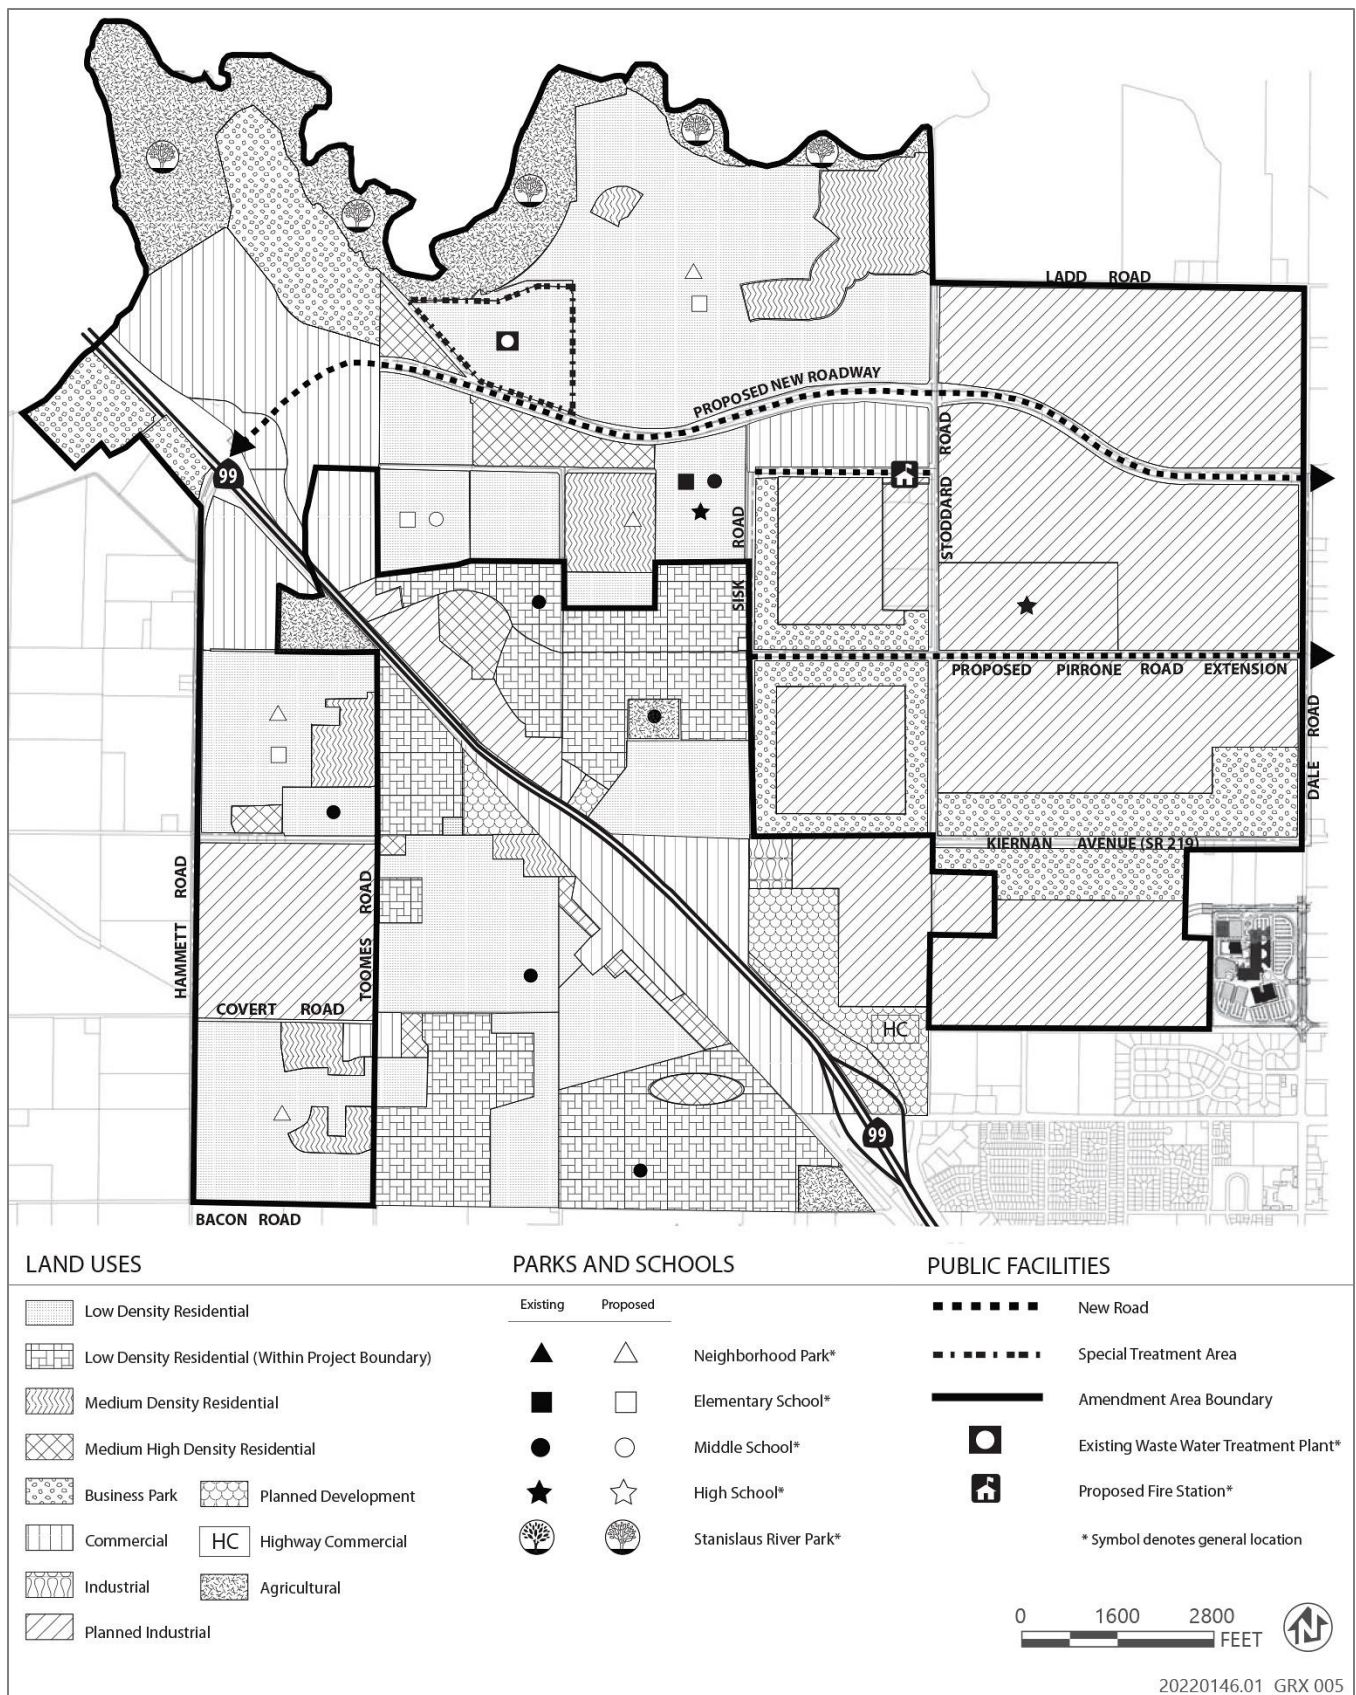 LADD ROAD
PROPOSED NEW ROADWAY
ROAD
STODDARD
99
ROAD
SISK
PROPOSED PIRRONE ROAD EXTENSION
ROAD
DALE
KIERNAN AVENUE (SR 219)
ROAD
HAMMETT
ROAD
TOOMES
COVERT ROAD
HC
99
BACON ROAD
LAND USES
Low Density Residential
Low Density Residential (Within Project Boundary)
Medium Density Residential
Medium High Density Residential
Business Park
Planned Development
Commercial
HC
Highway Commercial
Industrial
Agricultural
Planned Industrial
PARKS AND SCHOOLS
Existing Proposed
Neighborhood Park*
Elementary School*
Middle School*
High School*
Stanislaus River Park*
PUBLIC FACILITIES
New Road
Special Treatment Area
Amendment Area Boundary
Existing Waste Water Treatment Plant*
Proposed Fire Station*
* Symbol denotes general location
0 1600 2800
FEET
N
20220146.01 GRX 005